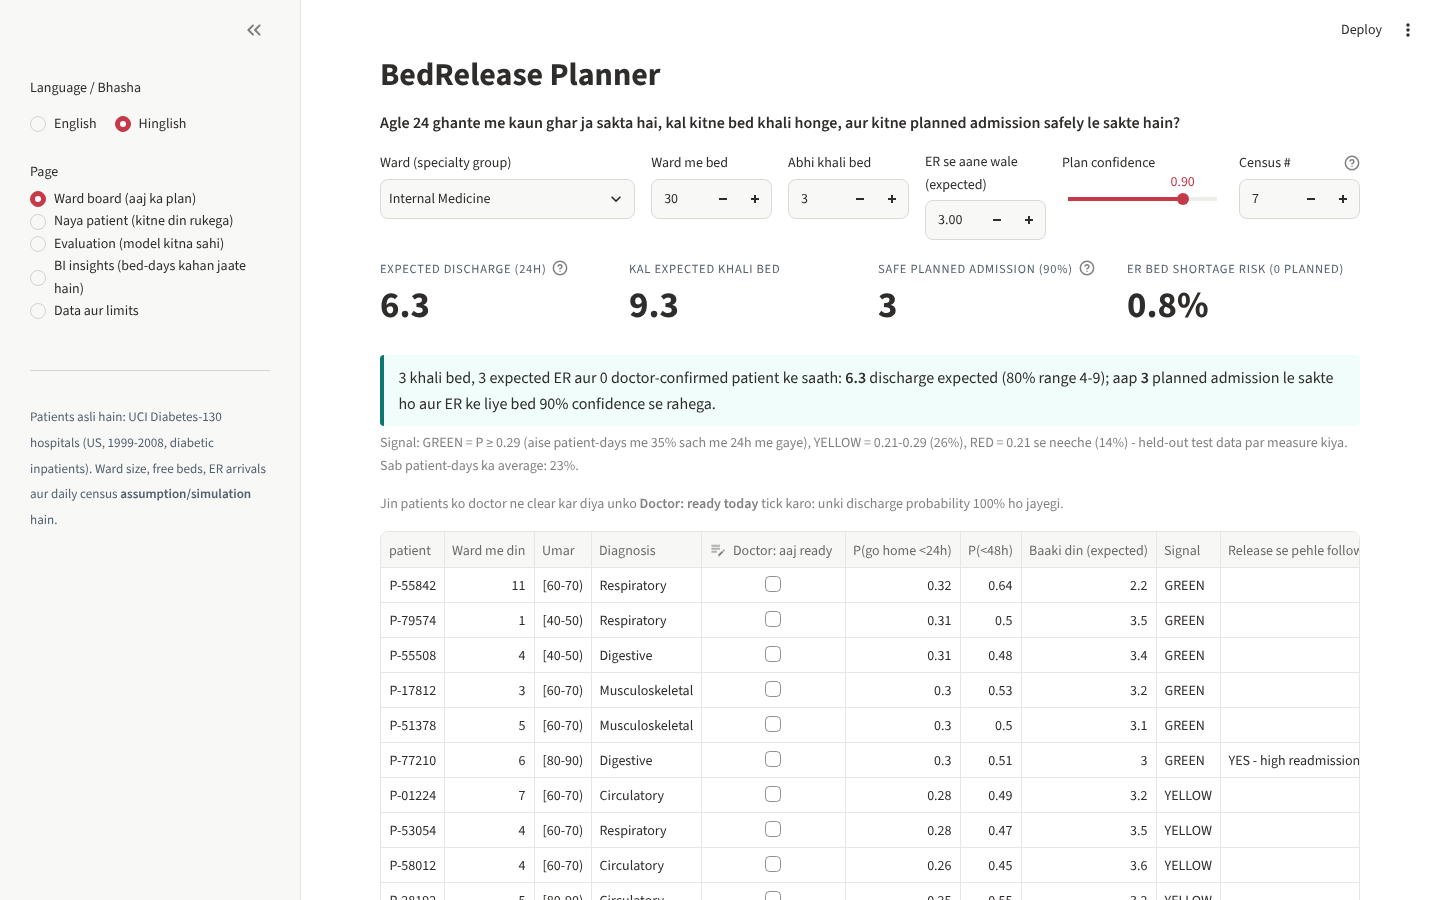 Deploy
Language / Bhasha
English
Hinglish
Page
Ward board (aaj ka plan)
Naya patient (kitne din rukega)
Evaluation (model kitna sahi)
BI insights (bed-days kahan jaate
hain)
Data aur limits
Patients asli hain: UCI Diabetes-130
hospitals (US, 1999-2008, diabetic
inpatients). Ward size, free beds, ER arrivals
aur daily census assumption/simulation
hain.
BedRelease Planner
Agle 24 ghante me kaun ghar ja sakta hai, kal kitne bed khali honge, aur kitne planned admission safely le sakte hain?
Ward (specialty group)
Internal Medicine
Ward me bed
30
Abhi khali bed
3
ER se aane wale
(expected)
3.00
Plan confidence
0.90
Census #
7
EXPECTED DISCHARGE (24H)
6.3
KAL EXPECTED KHALI BED
9.3
SAFE PLANNED ADMISSION (90%)
3
ER BED SHORTAGE RISK (0 PLANNED)
0.8%
3 khali bed, 3 expected ER aur 0 doctor-confirmed patient ke saath: 6.3 discharge expected (80% range 4-9); aap 3 planned admission le sakte
ho aur ER ke liye bed 90% confidence se rahega.
Signal: GREEN = P ≥ 0.29 (aise patient-days me 35% sach me 24h me gaye), YELLOW = 0.21-0.29 (26%), RED = 0.21 se neeche (14%) - held-out test data par measure kiya.
Sab patient-days ka average: 23%.
Jin patients ko doctor ne clear kar diya unko Doctor: ready today tick karo: unki discharge probability 100% ho jayegi.
patient Ward me din Umar Diagnosis Doctor: aaj ready P(go home <24h) P(<48h) Baaki din (expected) Signal Release se pehle
P-55842 11 [60-70) Respiratory 0.32 0.64 2.2 GREEN
P-79574 1 [40-50) Respiratory 0.31 0.5 3.5 GREEN
P-55508 4 [40-50) Digestive 0.31 0.48 3.4 GREEN
P-17812 3 [60-70) Musculoskeletal 0.3 0.53 3.2 GREEN
P-51378 5 [60-70) Musculoskeletal 0.3 0.5 3.1 GREEN
P-77210 6 [80-90) Digestive 0.3 0.51 3 GREEN YES - high readmission
P-01224 7 [60-70) Circulatory 0.28 0.49 3.2 YELLOW
P-53054 4 [60-70) Respiratory 0.28 0.47 3.5 YELLOW
P-58012 4 [60-70) Circulatory 0.26 0.45 3.6 YELLOW